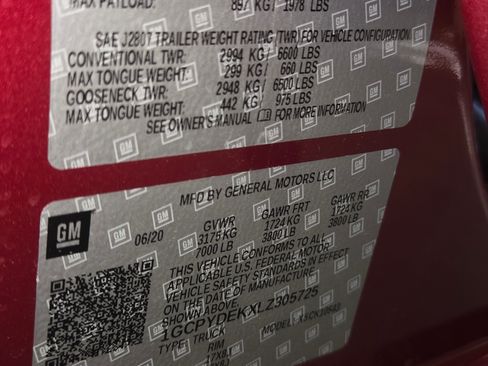 MAX PAYLOAD: 897 KG / 1978 LBS
SAE J2807 TRAILER WEIGHT RATING (TWR) FOR VEHICLE CONFIGURATION
CONVENTIONAL TWR: 2994 KG / 6600 LBS
MAX TONGUE WEIGHT: 299 KG / 660 LBS
GOOSENECK TWR: 2948 KG / 6500 LBS
MAX TONGUE WEIGHT: 442 KG / 975 LBS
SEE OWNER'S MANUAL FOR MORE INFORMATION
MFD BY GENERAL MOTORS LLC
GM
06/20
GVWR GAWR FRT GAWR RR
3175 KG 1724 KG 1724 KG
7000 LB 3800 LB 3800 LB
THIS VEHICLE CONFORMS TO ALL
APPLICABLE U.S. FEDERAL MOTOR
VEHICLE SAFETY STANDARDS IN EFFECT
ON THE DATE OF MANUFACTURE
SHOWN ABOVE.
1GCPYDEKXLZ305725
TYPE: TRUCK MODEL:
RIM
17X8J